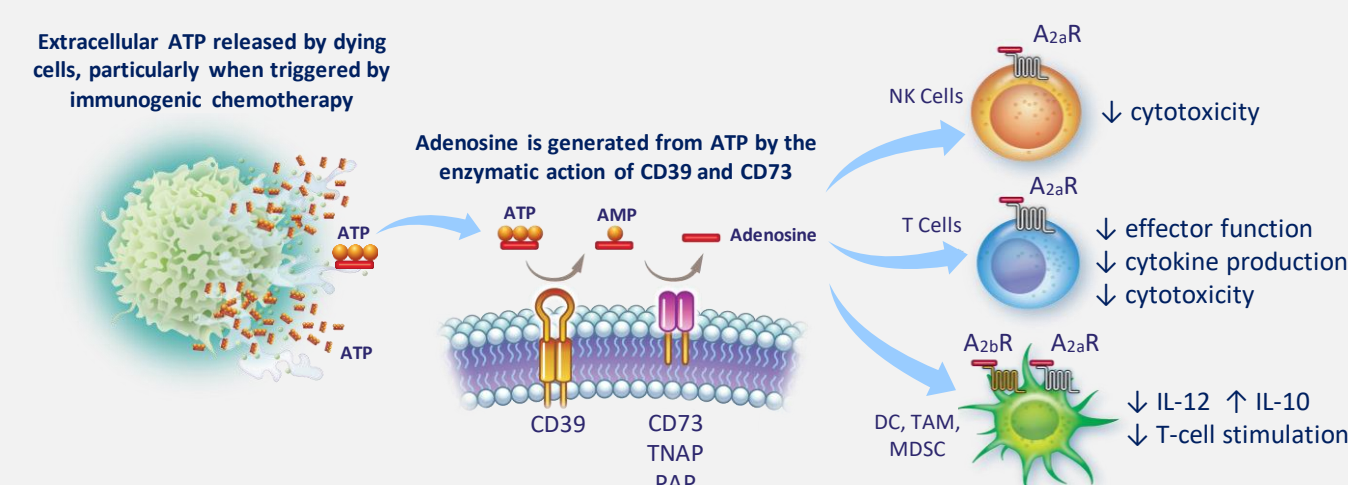 Extracellular ATP released by dying
cells, particularly when triggered by
immunogenic chemotherapy
ATP
ATP
Adenosine is generated from ATP by the
enzymatic action of CD39 and CD73
ATP
AMP
Adenosine
CD39
CD73
TNAP
PAP
A2aR
NK Cells
↓ cytotoxicity
A2aR
T Cells
↓ effector function
↓ cytokine production
↓ cytotoxicity
A2bR
A2aR
DC, TAM,
MDSC
↓ IL-12 ↑ IL-10
↓ T-cell stimulation